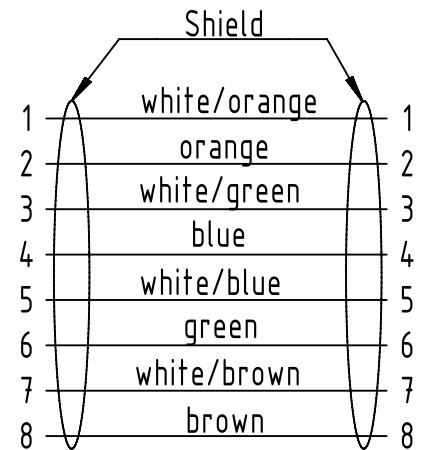 Shield
1 white/orange 1
2 orange 2
3 white/green 3
4 blue 4
5 white/blue 5
6 green 6
7 white/brown 7
8 brown 8